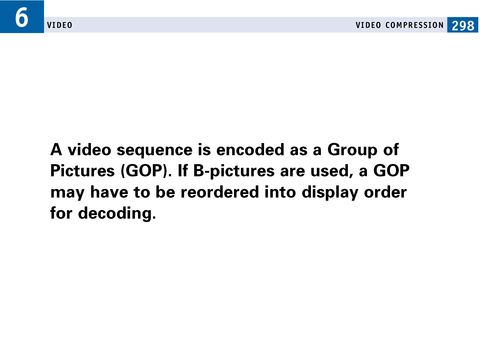 6
VIDEO
VIDEO COMPRESSION 298
A video sequence is encoded as a Group of
Pictures (GOP). If B-pictures are used, a GOP
may have to be reordered into display order
for decoding.